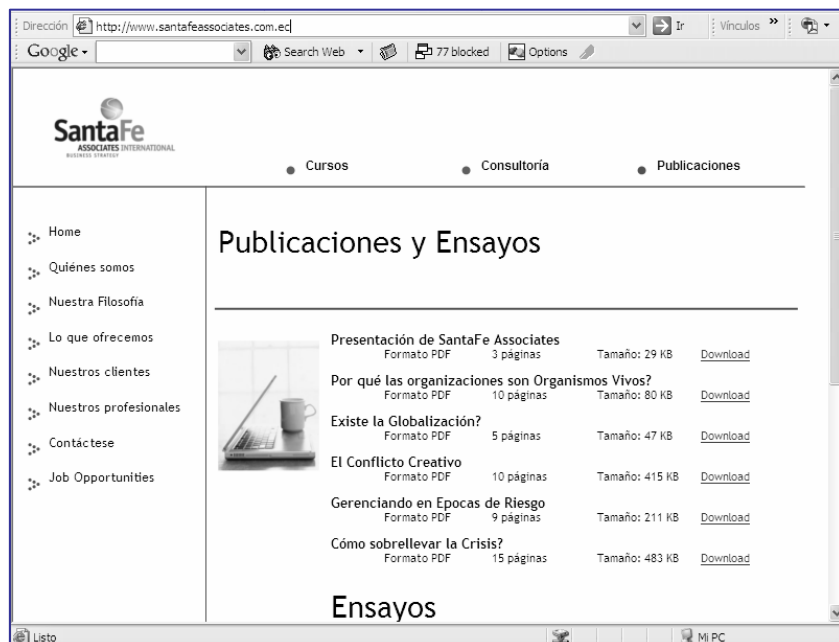 Dirección http://www.santafeassociates.com.ec Ir Vínculos »
Google Search Web 77 blocked Options
SantaFe
ASSOCIATES INTERNATIONAL
BUSINESS STRATEGY
Cursos Consultoría Publicaciones
Home
Quiénes somos
Nuestra Filosofía
Lo que ofrecemos
Nuestros clientes
Nuestros profesionales
Contáctese
Job Opportunities
Publicaciones y Ensayos
Presentación de SantaFe Associates
Formato PDF 3 páginas Tamaño: 29 KB Download
Por qué las organizaciones son Organismos Vivos?
Formato PDF 10 páginas Tamaño: 80 KB Download
Existe la Globalización?
Formato PDF 5 páginas Tamaño: 47 KB Download
El Conflicto Creativo
Formato PDF 10 páginas Tamaño: 415 KB Download
Gerenciando en Epocas de Riesgo
Formato PDF 9 páginas Tamaño: 211 KB Download
Cómo sobrellevar la Crisis?
Formato PDF 15 páginas Tamaño: 483 KB Download
Ensayos
Listo Mi PC